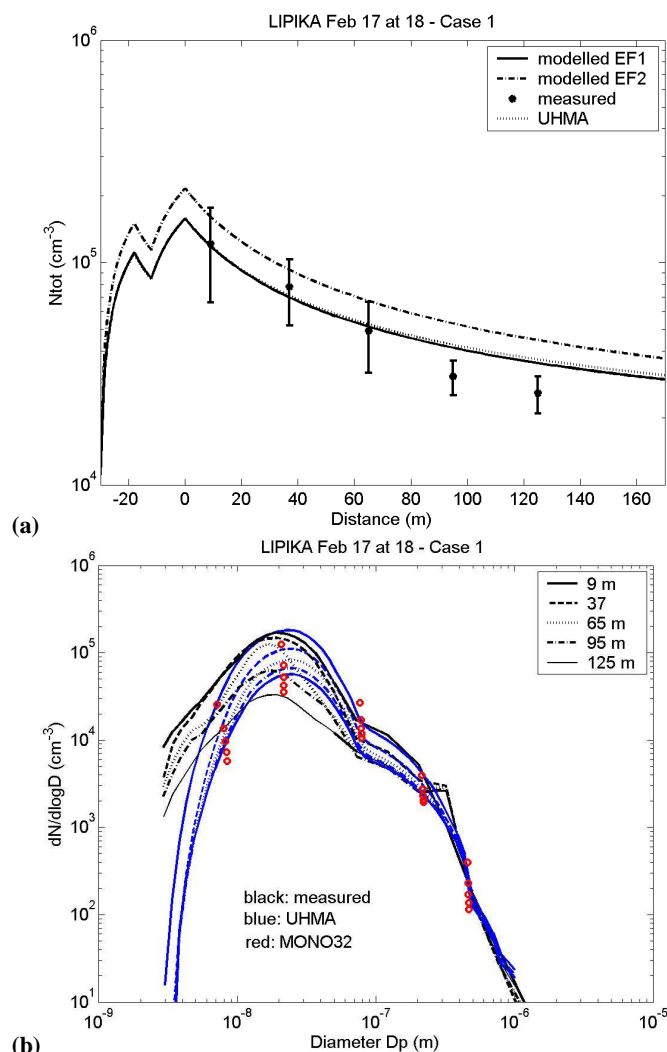 LIPIKA Feb 17 at 18 - Case 1
10^6
10^5
10^4
Ntot (cm^-3)
modelled EF1
modelled EF2
measured
UHMA
-20 0 20 40 60 80 100 120 140 160
Distance (m)
(a)
LIPIKA Feb 17 at 18 - Case 1
10^6
10^5
10^4
10^3
10^2
10^1
dN/dlogD (cm^-3)
9 m
37
65 m
95 m
125 m
black: measured
blue: UHMA
red: MONO32
10^-9 10^-8 10^-7 10^-6 10^-5
Diameter Dp (m)
(b)